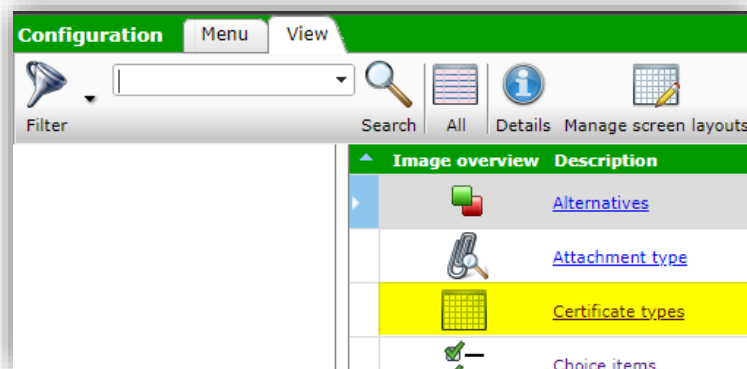 Configuration Menu View
Filter Search All Details Manage screen layouts
Image overview Description
Alternatives
Attachment type
Certificate types
Choice items